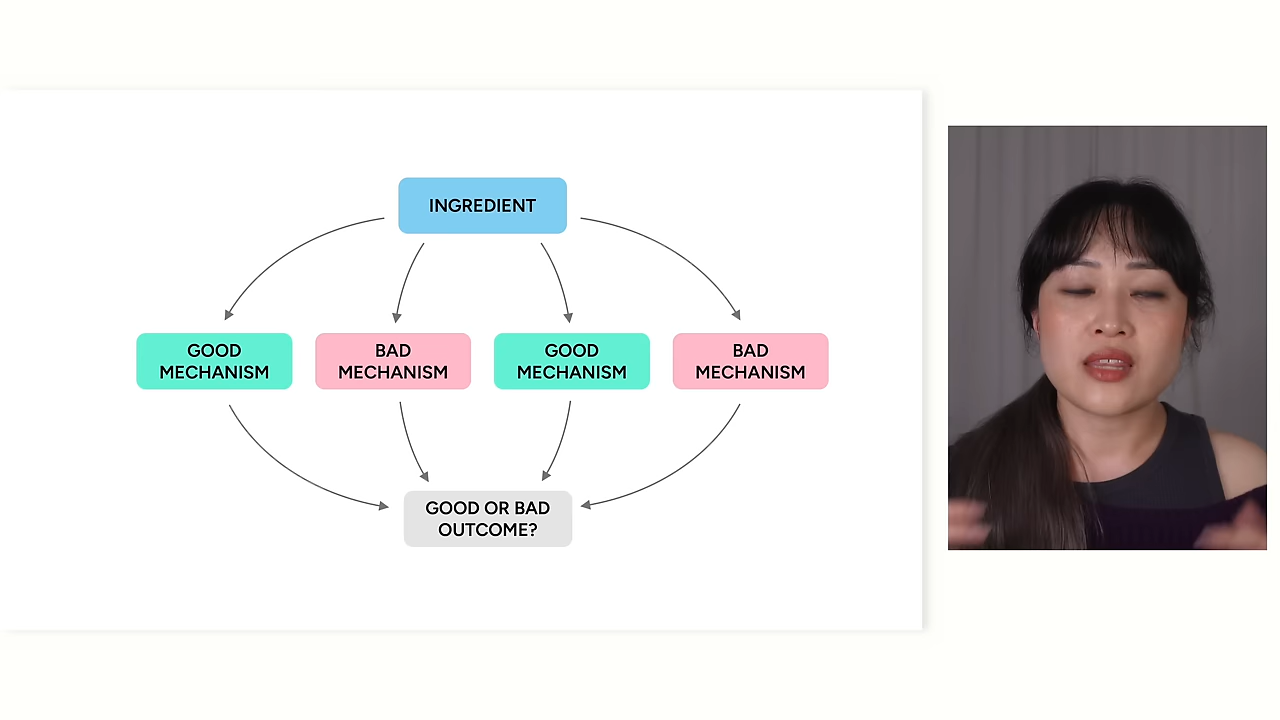 INGREDIENT
GOOD
MECHANISM
BAD
MECHANISM
GOOD
MECHANISM
BAD
MECHANISM
GOOD OR BAD
OUTCOME?